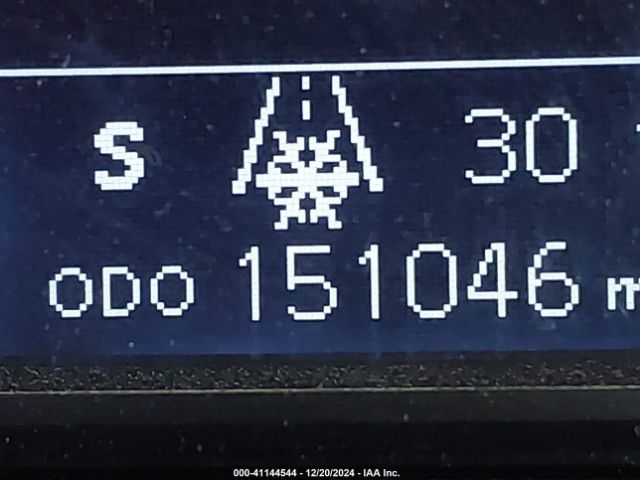 S 30
ODO 151046 m
000-41144544 - 12/20/2024 - IAA Inc.